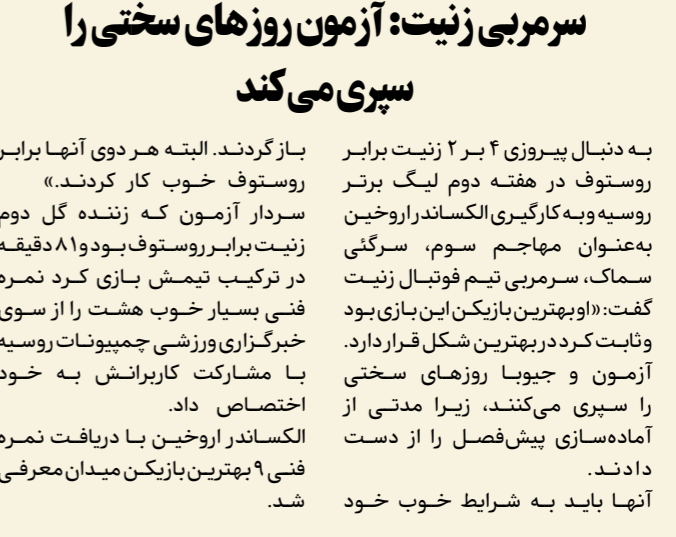 سرمربی زنیت: آزمون روزهای سختی را
سپری می‌کند
به دنبال پیروزی ۴ بر ۲ زنیت برابر
روستوف در هفته دوم لیگ برتر
روسیه و به کارگیری الکساندر اروخین
به‌عنوان مهاجم سوم، سرگئی
سماک، سرمربی تیم فوتبال زنیت
گفت: «او بهترین بازیکن این بازی بود
و ثابت کرد در بهترین شکل قرار دارد.
آزمون و جیوبا روزهای سختی
را سپری می‌کنند، زیرا مدتی از
آماده‌سازی پیش‌فصل را از دست
دادند.
آنها باید به شرایط خوب خود
باز گردند. البته هر دوی آنها برابر
روستوف خوب کار کردند.»
سردار آزمون که زننده گل دوم
زنیت برابر روستوف بود و ۸۱ دقیقه
در ترکیب تیمش بازی کرد نمره
فنی بسیار خوب هشت را از سوی
خبرگزاری ورزشی چمپیونات روسیه
با مشارکت کاربرانش به خود
اختصاص داد.
الکساندر اروخین با دریافت نمره
فنی ۹ بهترین بازیکن میدان معرفی
شد.